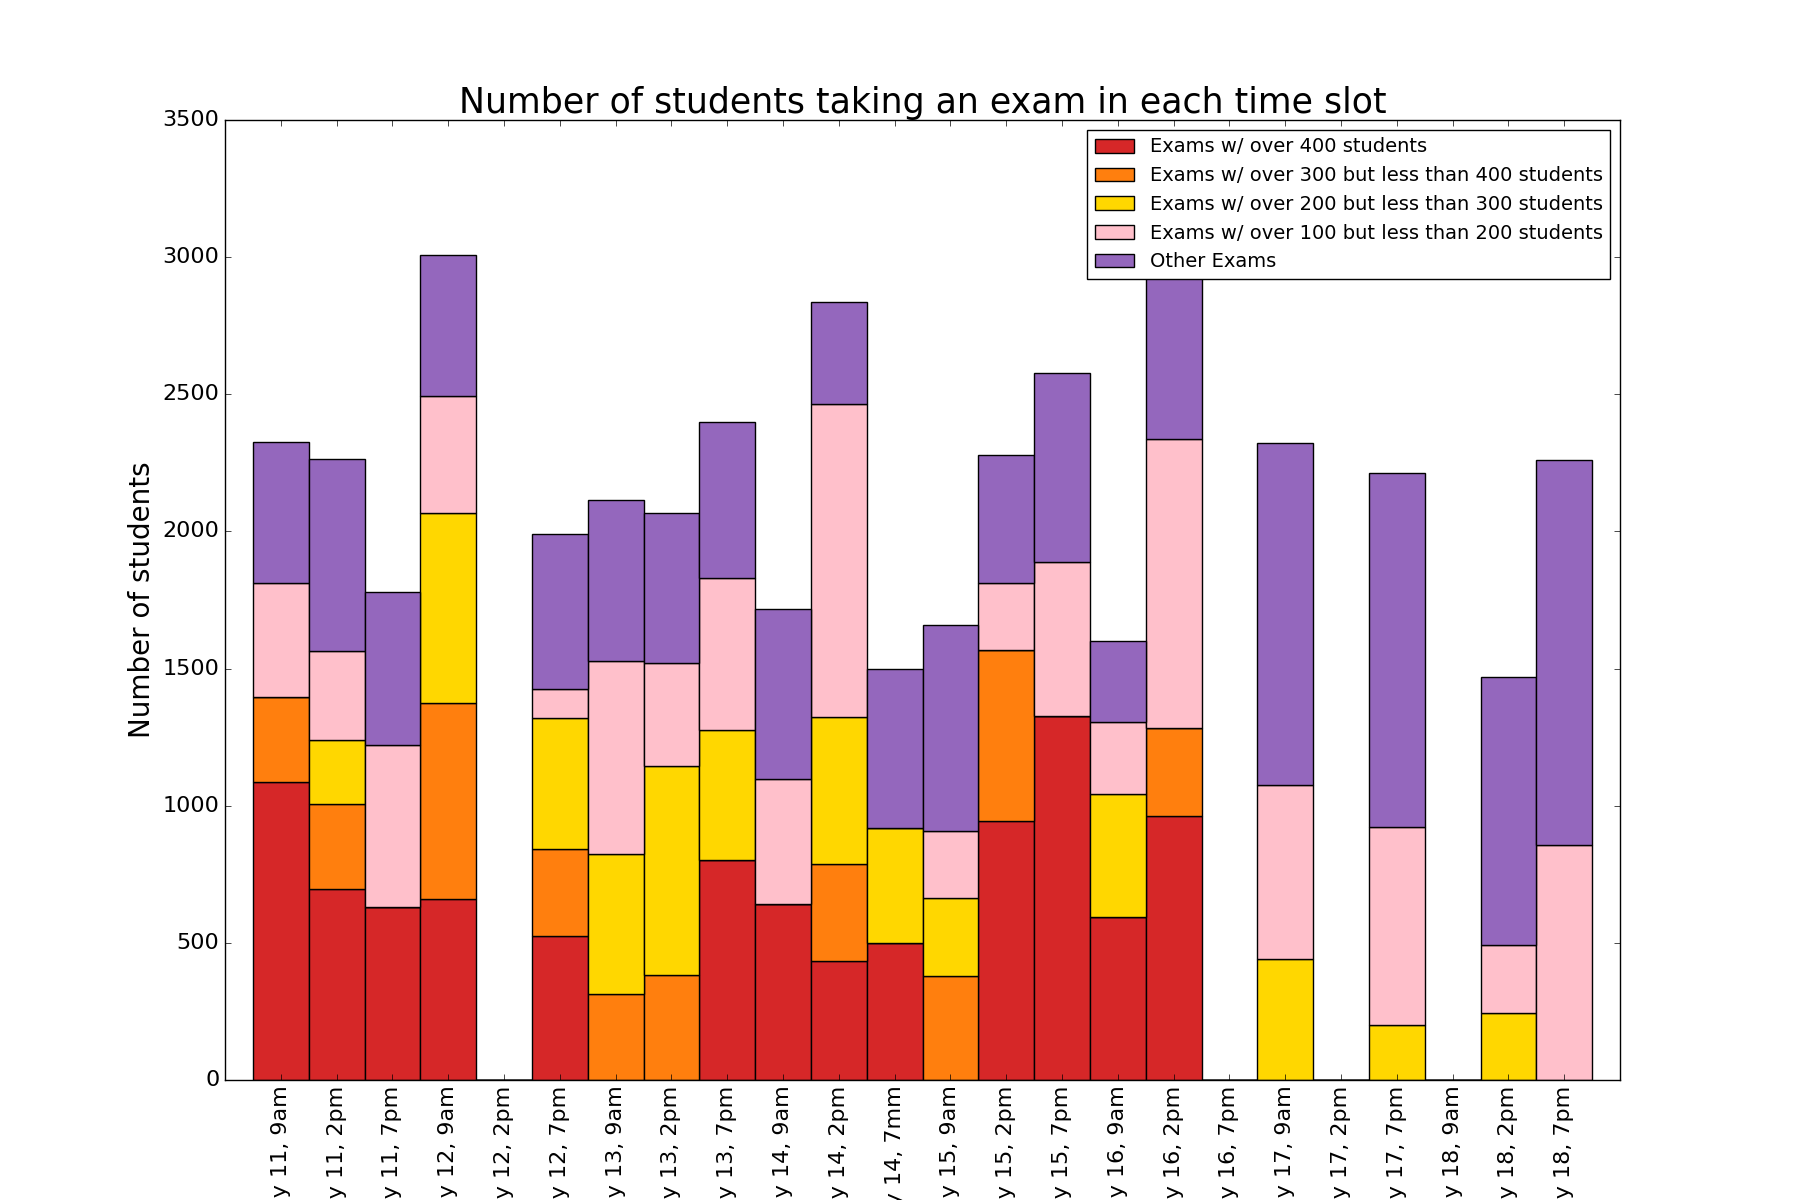 Number of students taking an exam in each time slot
3500
3000
2500
2000
1500
1000
500
0
Number of students
Exams w/ over 400 students
Exams w/ over 300 but less than 400 students
Exams w/ over 200 but less than 300 students
Exams w/ over 100 but less than 200 students
Other Exams
y 11, 9am
y 11, 2pm
y 11, 7pm
y 12, 9am
y 12, 2pm
y 12, 7pm
y 13, 9am
y 13, 2pm
y 13, 7pm
y 14, 9am
y 14, 2pm
y 14, 7mm
y 15, 9am
y 15, 2pm
y 15, 7pm
y 16, 9am
y 16, 2pm
y 16, 7pm
y 17, 9am
y 17, 2pm
y 17, 7pm
y 18, 9am
y 18, 2pm
y 18, 7pm